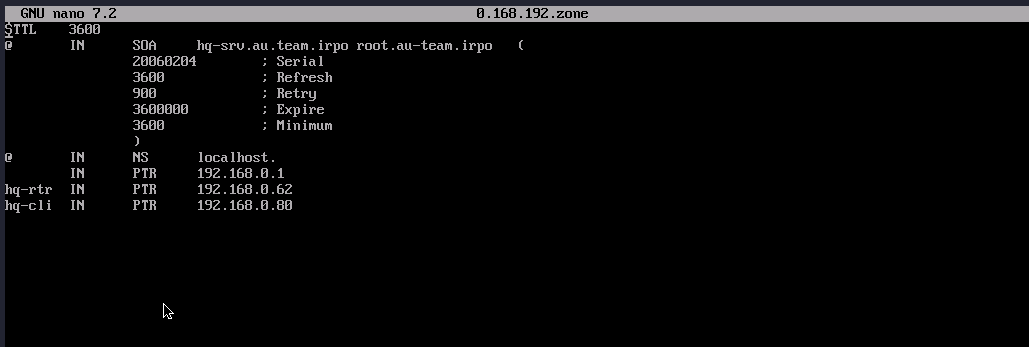 GNU nano 7.2 0.168.192.zone
$TTL 3600
@ IN SOA hq-srv.au.team.irpo root.au-team.irpo (
20060204 ; Serial
3600 ; Refresh
900 ; Retry
3600000 ; Expire
3600 ; Minimum
)
@ IN NS localhost.
IN PTR 192.168.0.1
hq-rtr IN PTR 192.168.0.62
hq-cli IN PTR 192.168.0.80